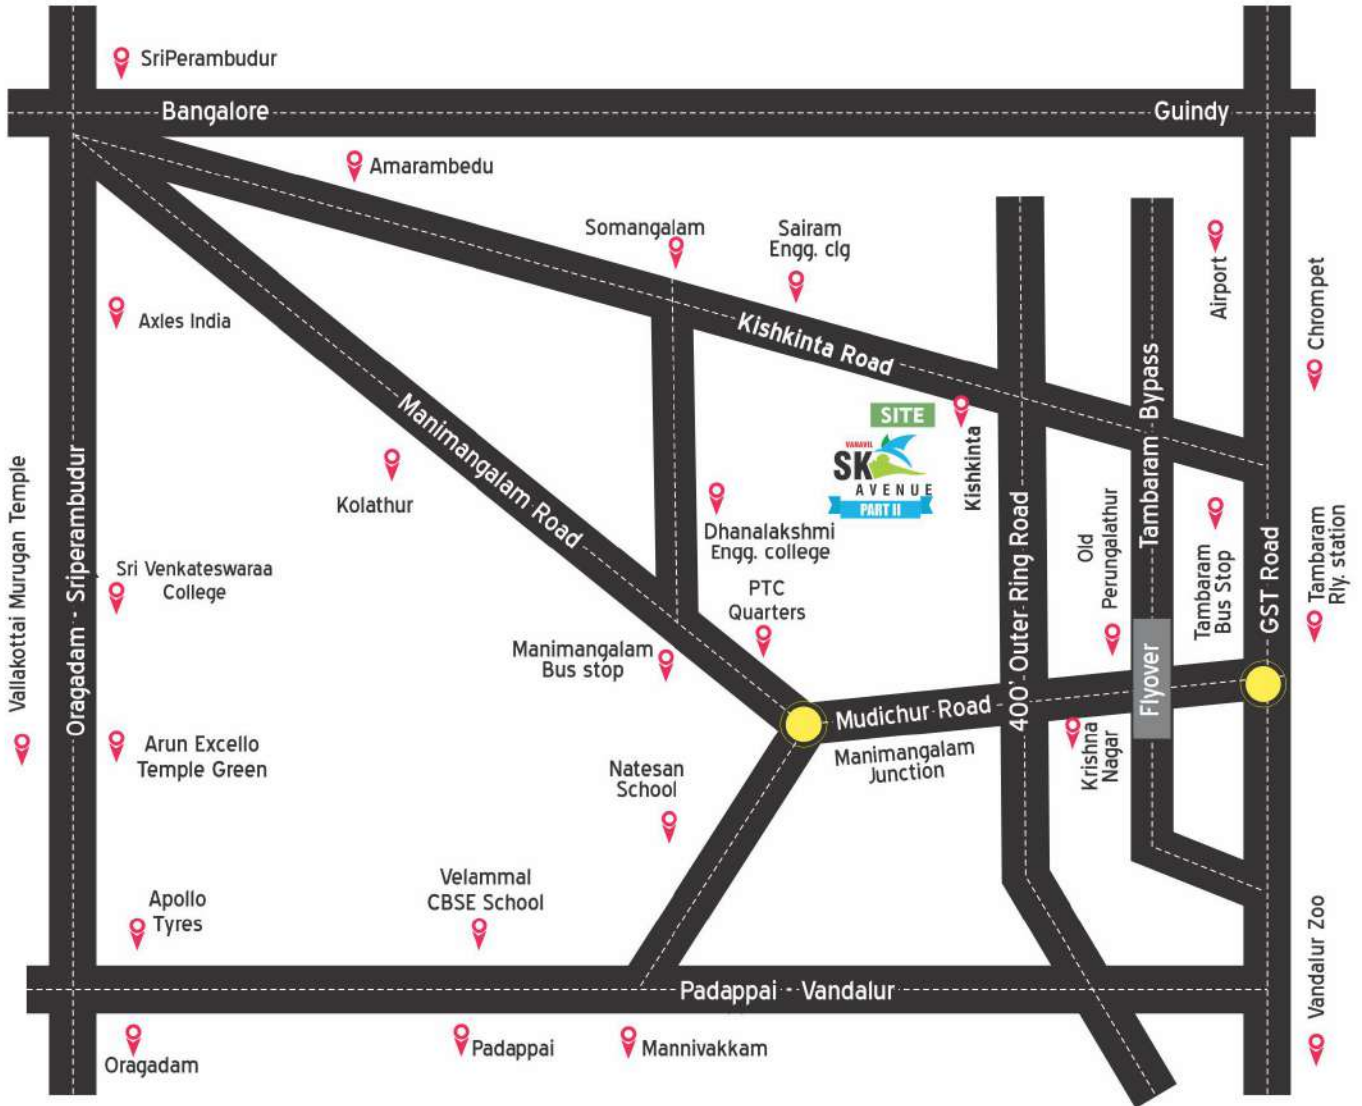 SriPerambudur
Bangalore
Guindy
Amarambedu
Somangalam
Sairam
Engg. clg
Airport
Chrompet
Axles India
Kishkinta Road
Tambaram Bypass
SITE
VANAVIL
SK
AVENUE
PART II
Kishkinta
Manimangalam Road
Kolathur
Oragadam - Sriperambudur
Vallakottai Murugan Temple
Dhanalakshmi
Engg. college
400' Outer Ring Road
Old
Perungalathur
Tambaram
Bus Stop
GST Road
Tambaram
Rly. station
Sri Venkateswaraa
College
PTC
Quarters
Manimangalam
Bus stop
Flyover
Mudichur Road
Manimangalam
Junction
Krishna
Nagar
Arun Excello
Temple Green
Natesan
School
Velammal
CBSE School
Apollo
Tyres
Vandalur Zoo
Padappai - Vandalur
Oragadam
Padappai
Mannivakkam